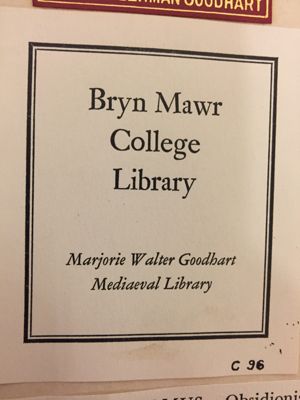 GOODHART
Bryn Mawr
College
Library
Marjorie Walter Goodhart
Mediaeval Library
C 96